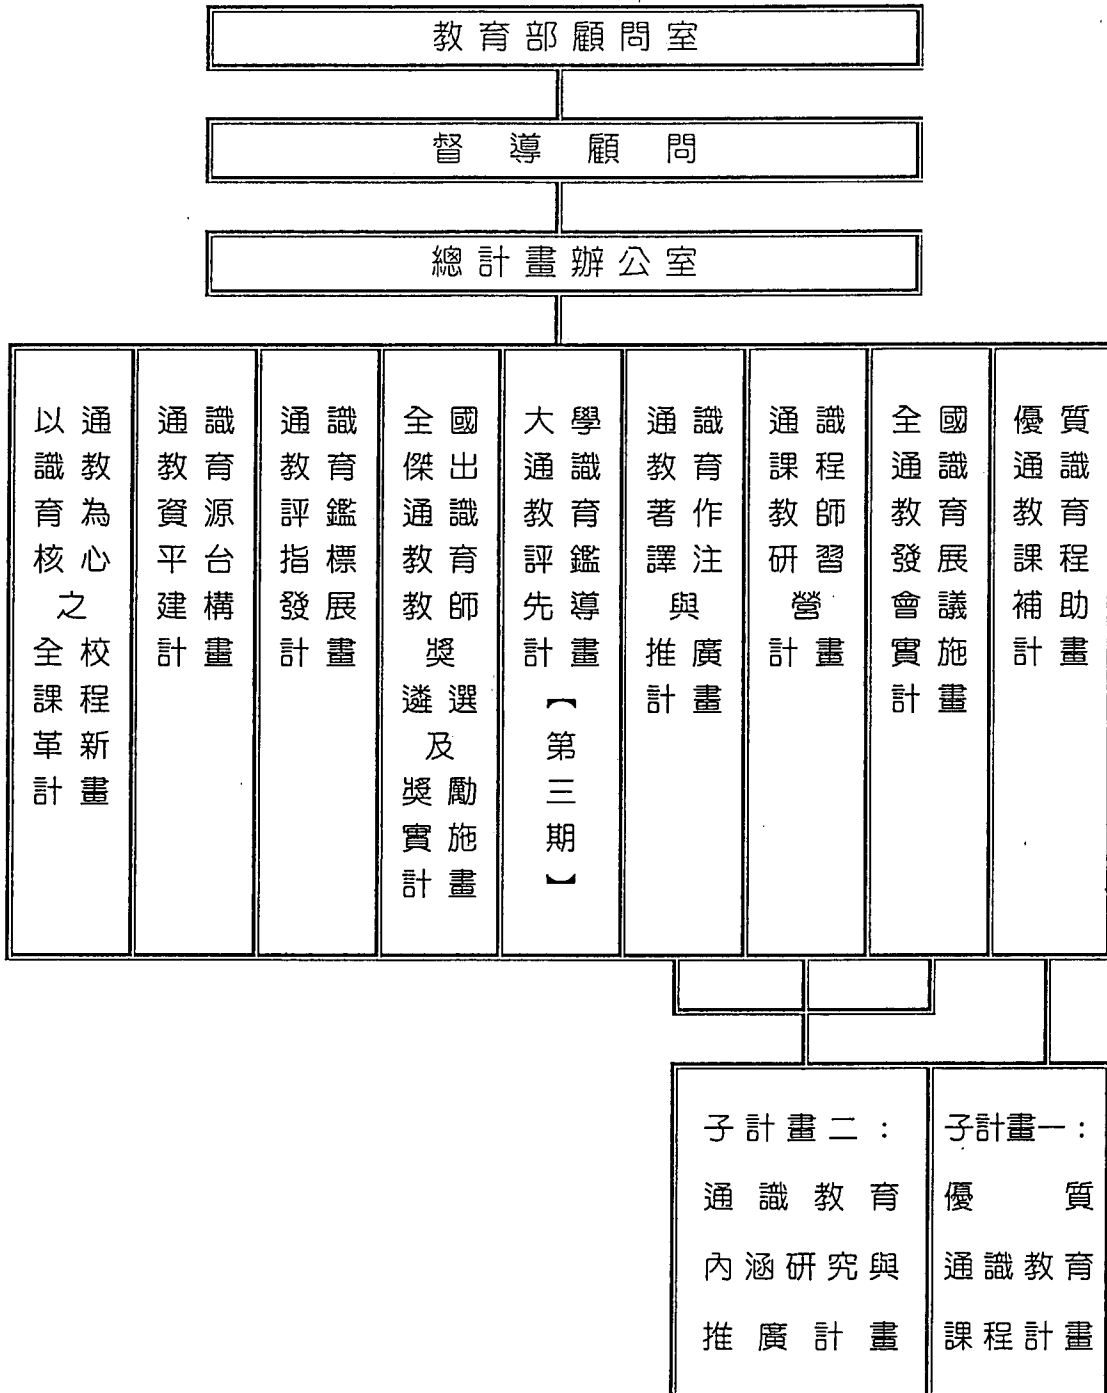 教育部顧問室
督導顧問
總計畫辦公室
以通
識教
育為
核心
之
全校
課程
革新
計畫
通識
教育
資源
平台
建構
計畫
通識
教育
評鑑
指標
發展
計畫
全國
傑出
通識
教育
教師
獎
遴選
及
獎勵
實施
計畫
大學
通識
教育
評鑑
先導
計畫
【
第
三
期
】
通識
教育
著作
譯注
與
推廣
計畫
通識
課程
教師
研習
營
計畫
全國
通識
教育
發展
會議
實施
計畫
優質
通識
教育
課程
補助
計畫
子計畫二：
通識教育
內涵研究與
推廣計畫
子計畫一：
優質
通識教育
課程計畫